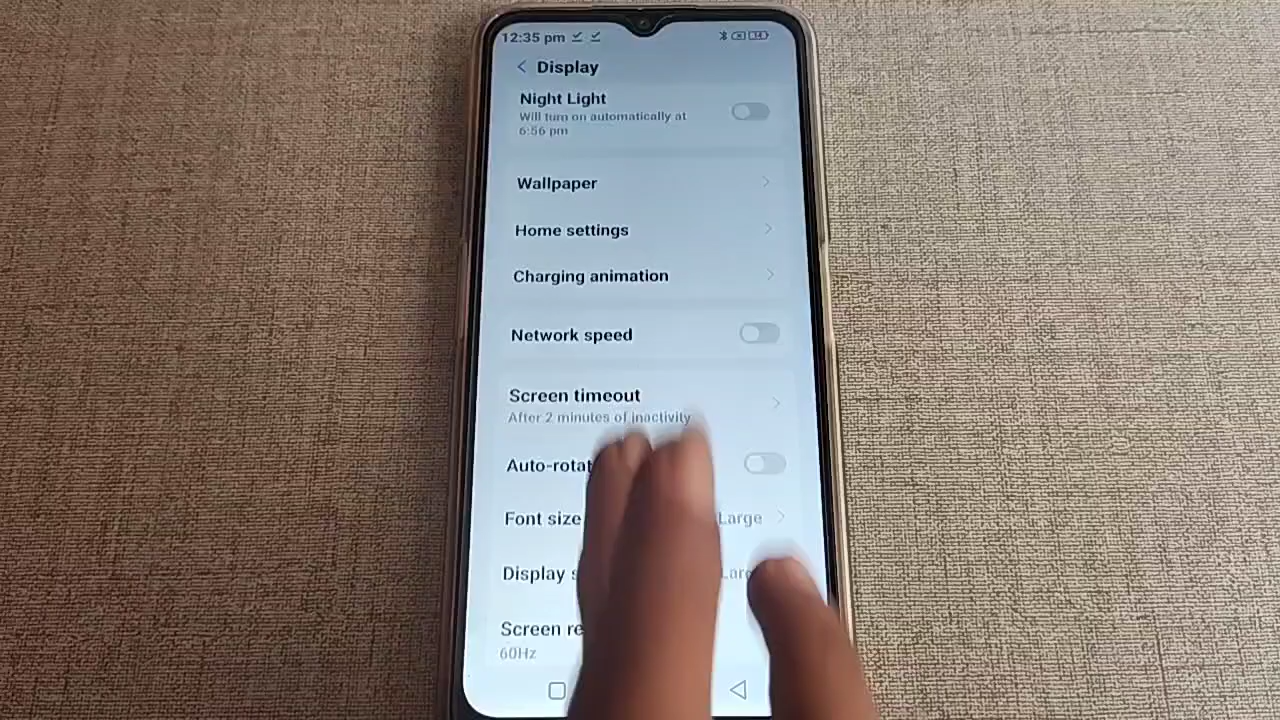 12:35 pm
Display
Night Light
Will turn on automatically at
6:56 pm
Wallpaper
Home settings
Charging animation
Network speed
Screen timeout
After 2 minutes of inactivity
Font size Large
Display
Screen
60Hz